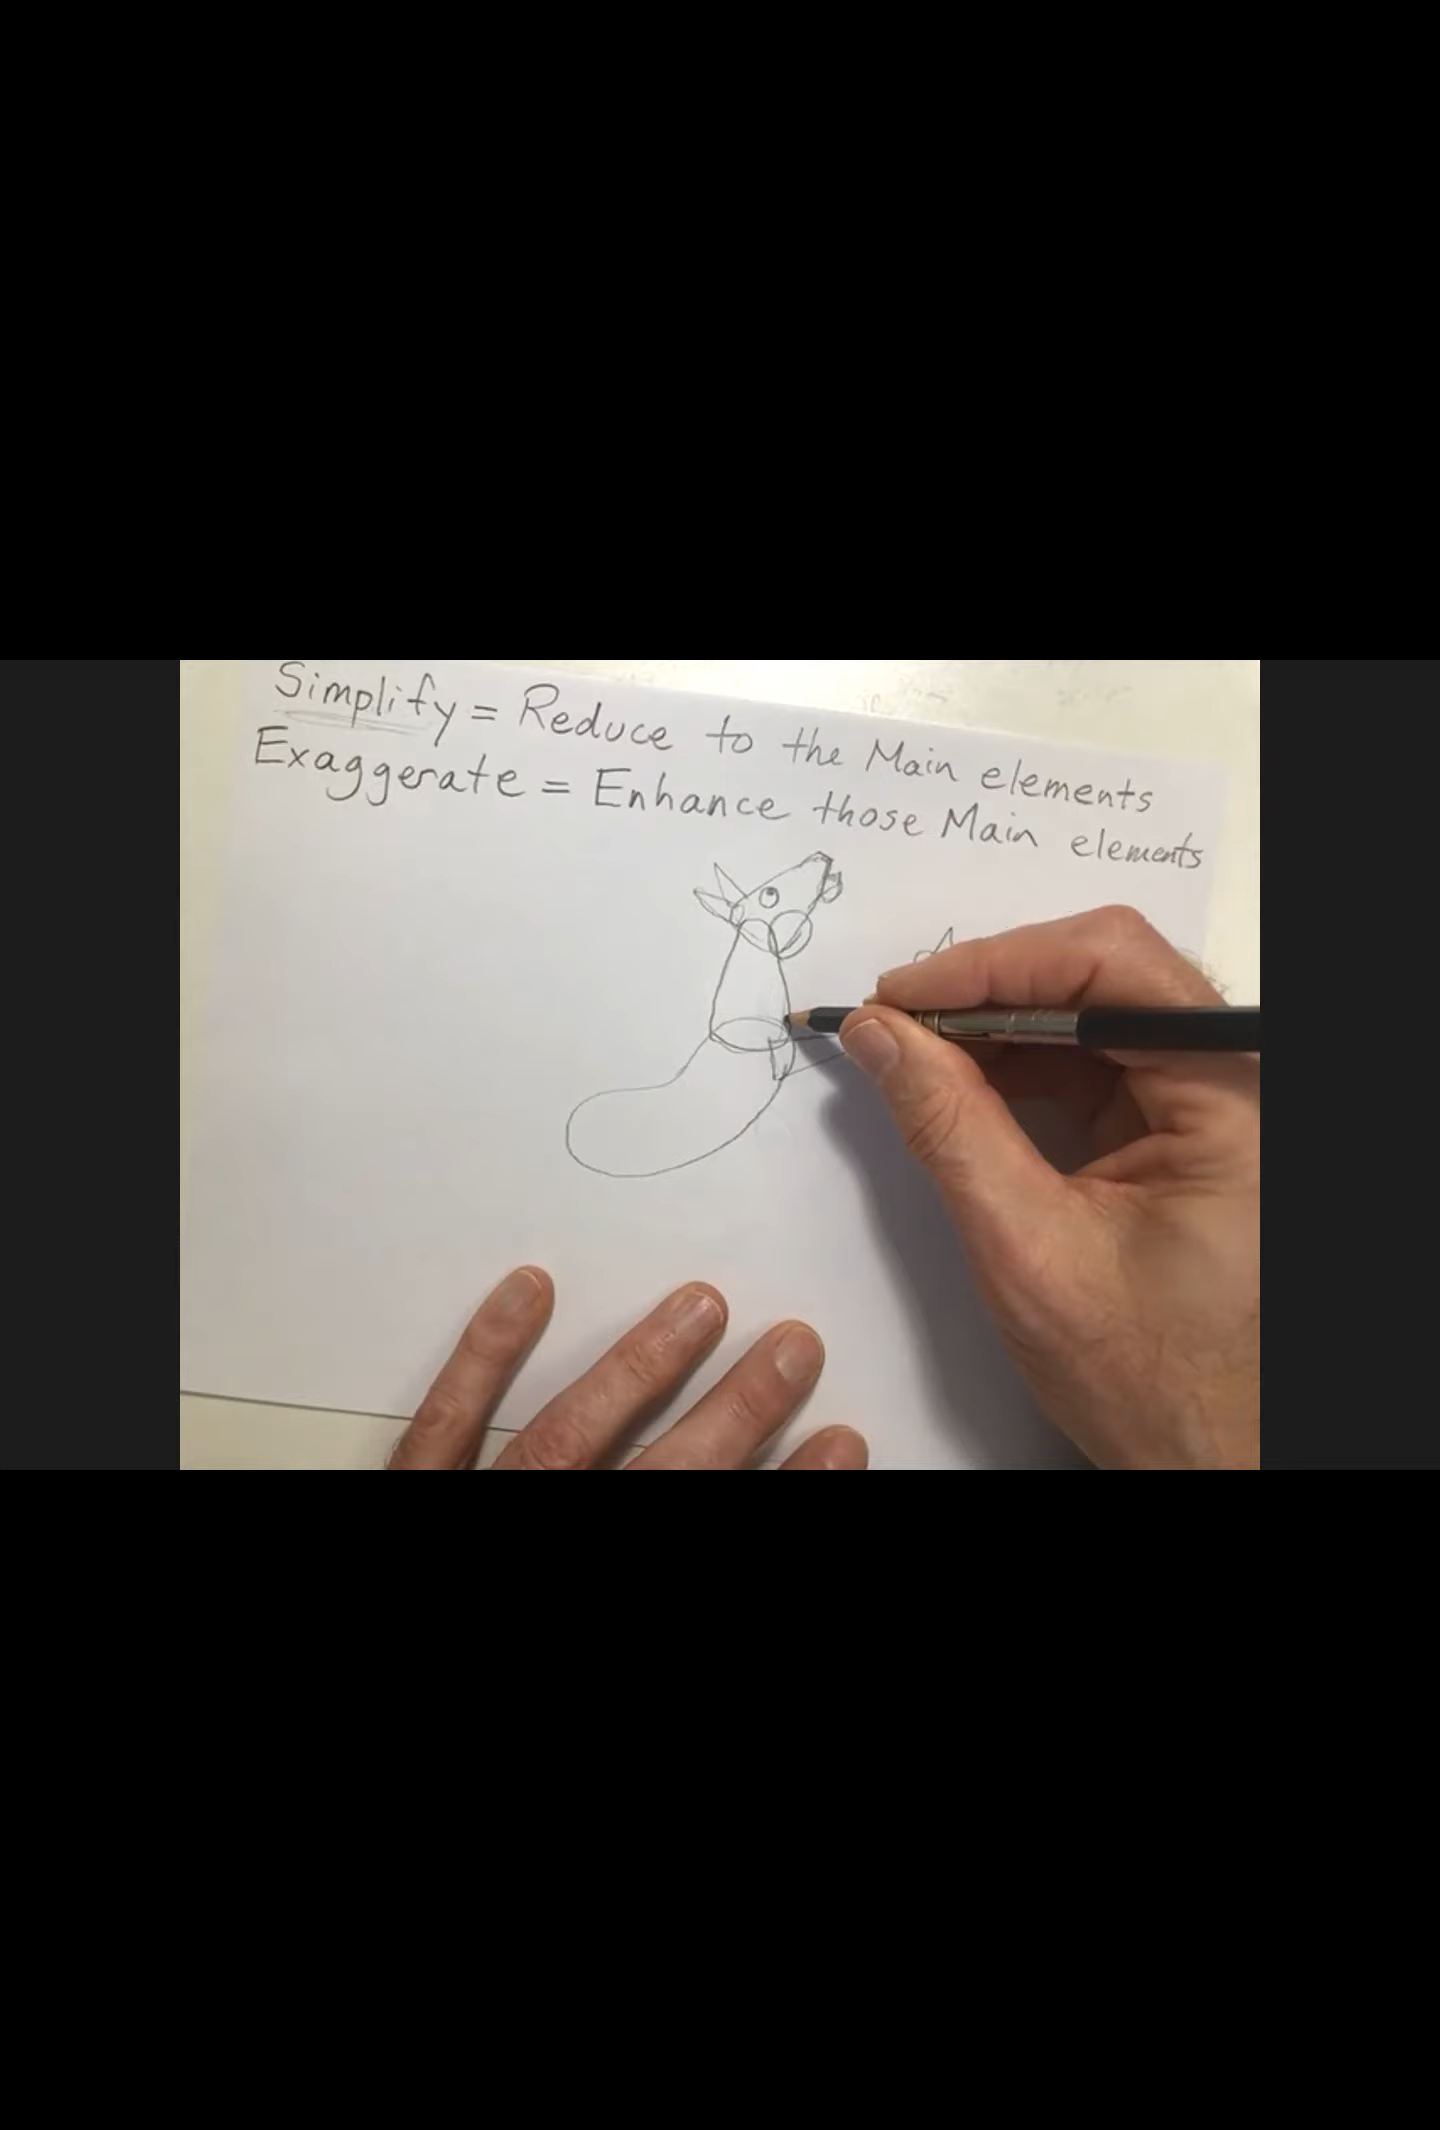 Simplify = Reduce to the Main elements
Exaggerate = Enhance those Main elements